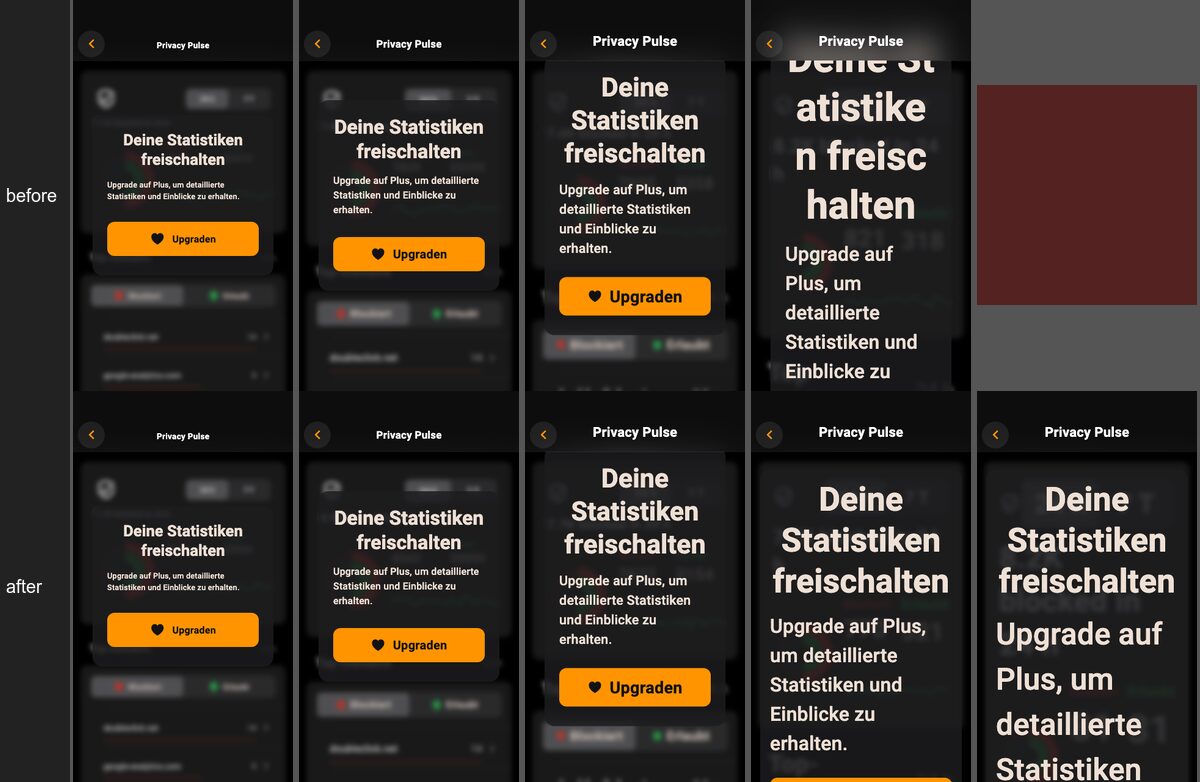 before
Privacy Pulse
Deine Statistiken
freischalten
Upgrade auf Plus, um detaillierte
Statistiken und Einblicke zu erhalten.
Upgraden
Privacy Pulse
Deine Statistiken
freischalten
Upgrade auf Plus, um detaillierte
Statistiken und Einblicke zu
erhalten.
Upgraden
Privacy Pulse
Deine
Statistiken
freischalten
Upgrade auf Plus, um
detaillierte Statistiken
und Einblicke zu
erhalten.
Upgraden
Privacy Pulse
Deine St
atistike
n freisc
halten
Upgrade auf
Plus, um
detaillierte
Statistiken und
Einblicke zu
after
Privacy Pulse
Deine Statistiken
freischalten
Upgrade auf Plus, um detaillierte
Statistiken und Einblicke zu erhalten.
Upgraden
Privacy Pulse
Deine Statistiken
freischalten
Upgrade auf Plus, um detaillierte
Statistiken und Einblicke zu
erhalten.
Upgraden
Privacy Pulse
Deine
Statistiken
freischalten
Upgrade auf Plus, um
detaillierte Statistiken
und Einblicke zu
erhalten.
Upgraden
Privacy Pulse
Deine
Statistiken
freischalten
Upgrade auf Plus,
um detaillierte
Statistiken und
Einblicke zu
erhalten.
Privacy Pulse
Deine
Statistiken
freischalten
Upgrade auf
Plus, um
detaillierte
Statistiken